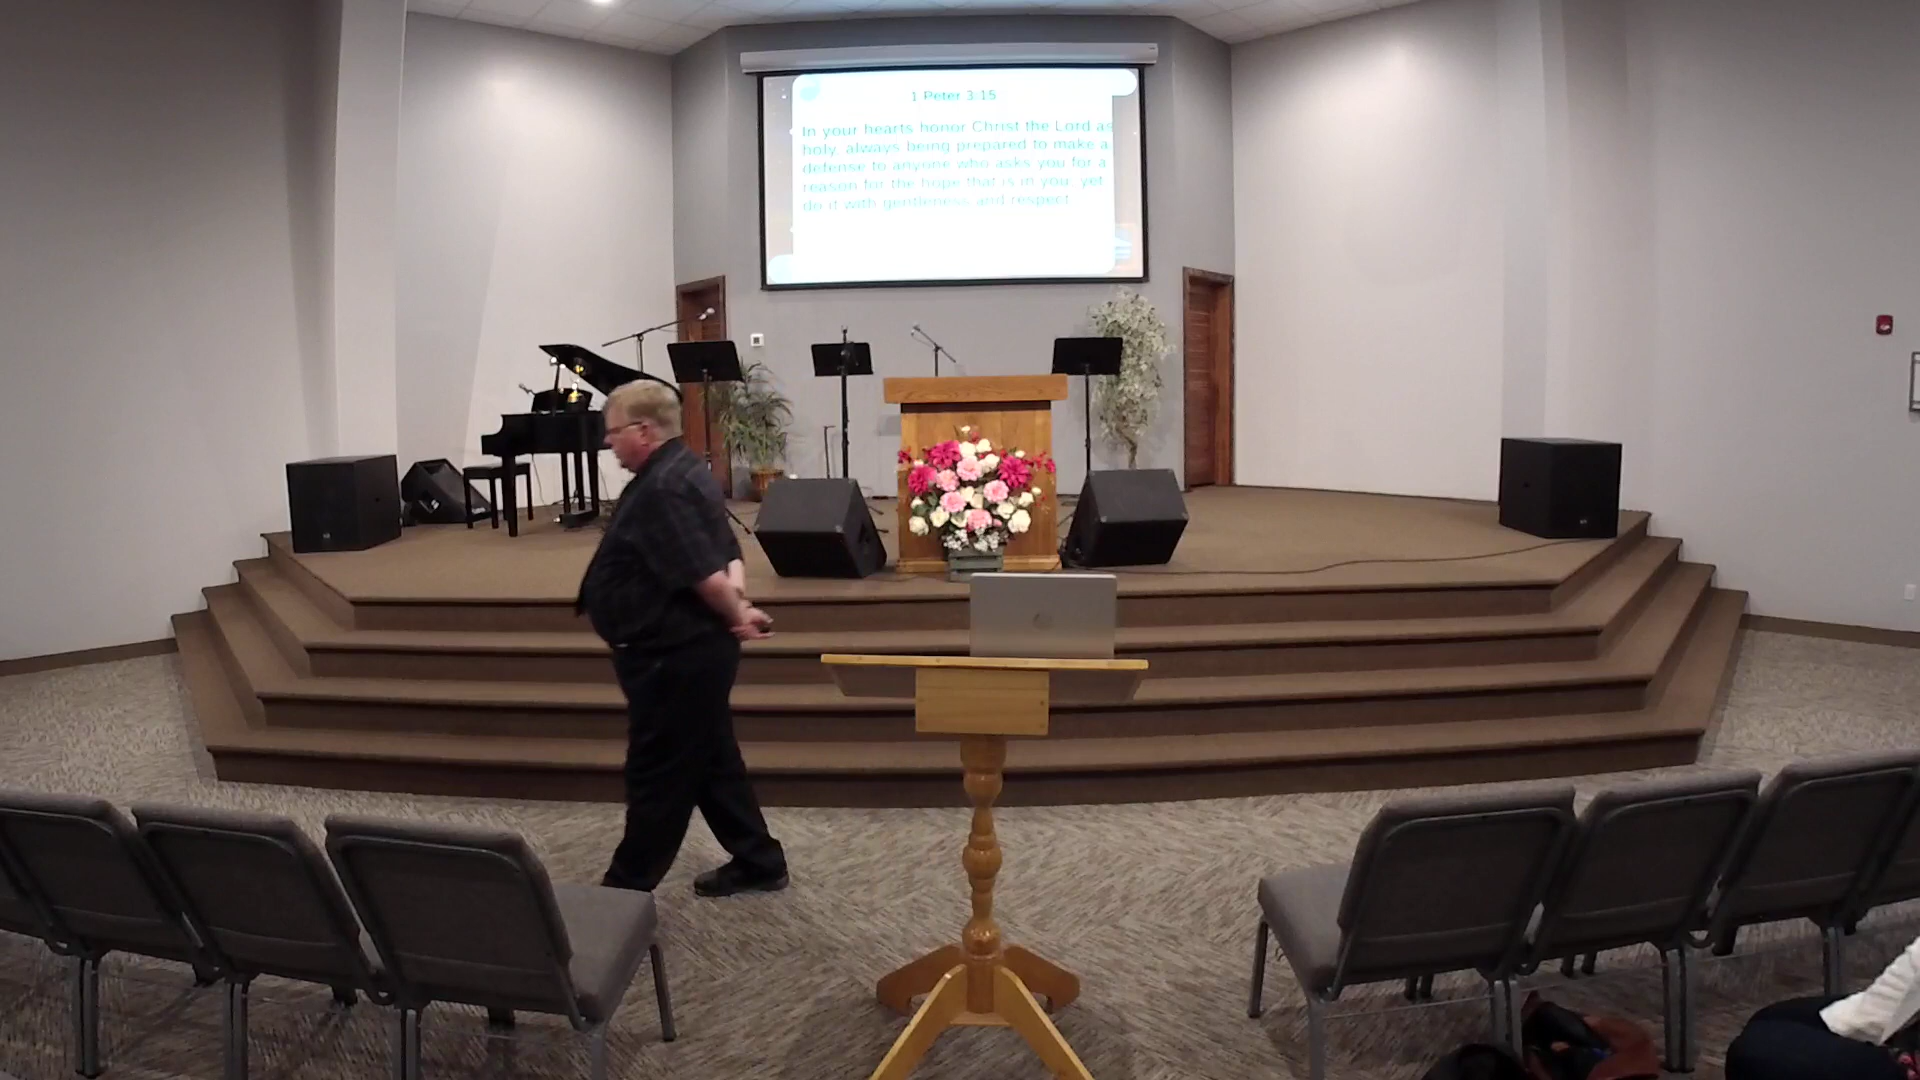 1 Peter 3:15
In your hearts honor Christ the Lord as
holy, always being prepared to make a
defense to anyone who asks you for a
reason for the hope that is in you; yet
do it with gentleness and respect